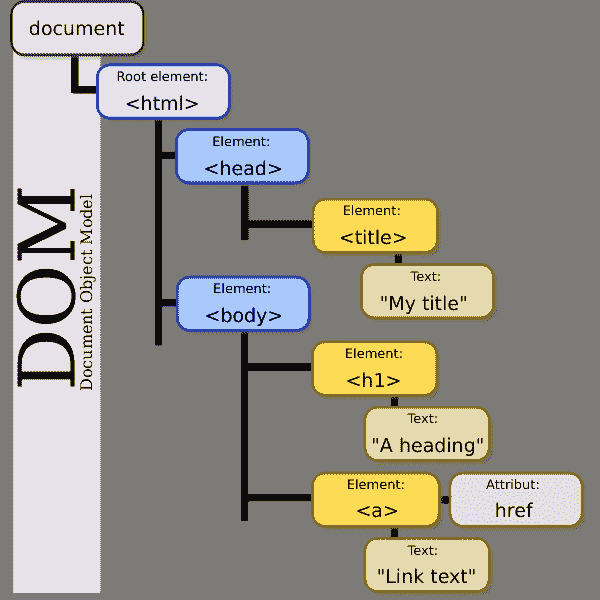 document
Root element:
<html>
Element:
<head>
Element:
<title>
Text:
"My title"
Element:
<body>
Element:
<h1>
Text:
"A heading"
Element:
<a>
Attribut:
href
Text:
"Link text"
DOM
Document Object Model